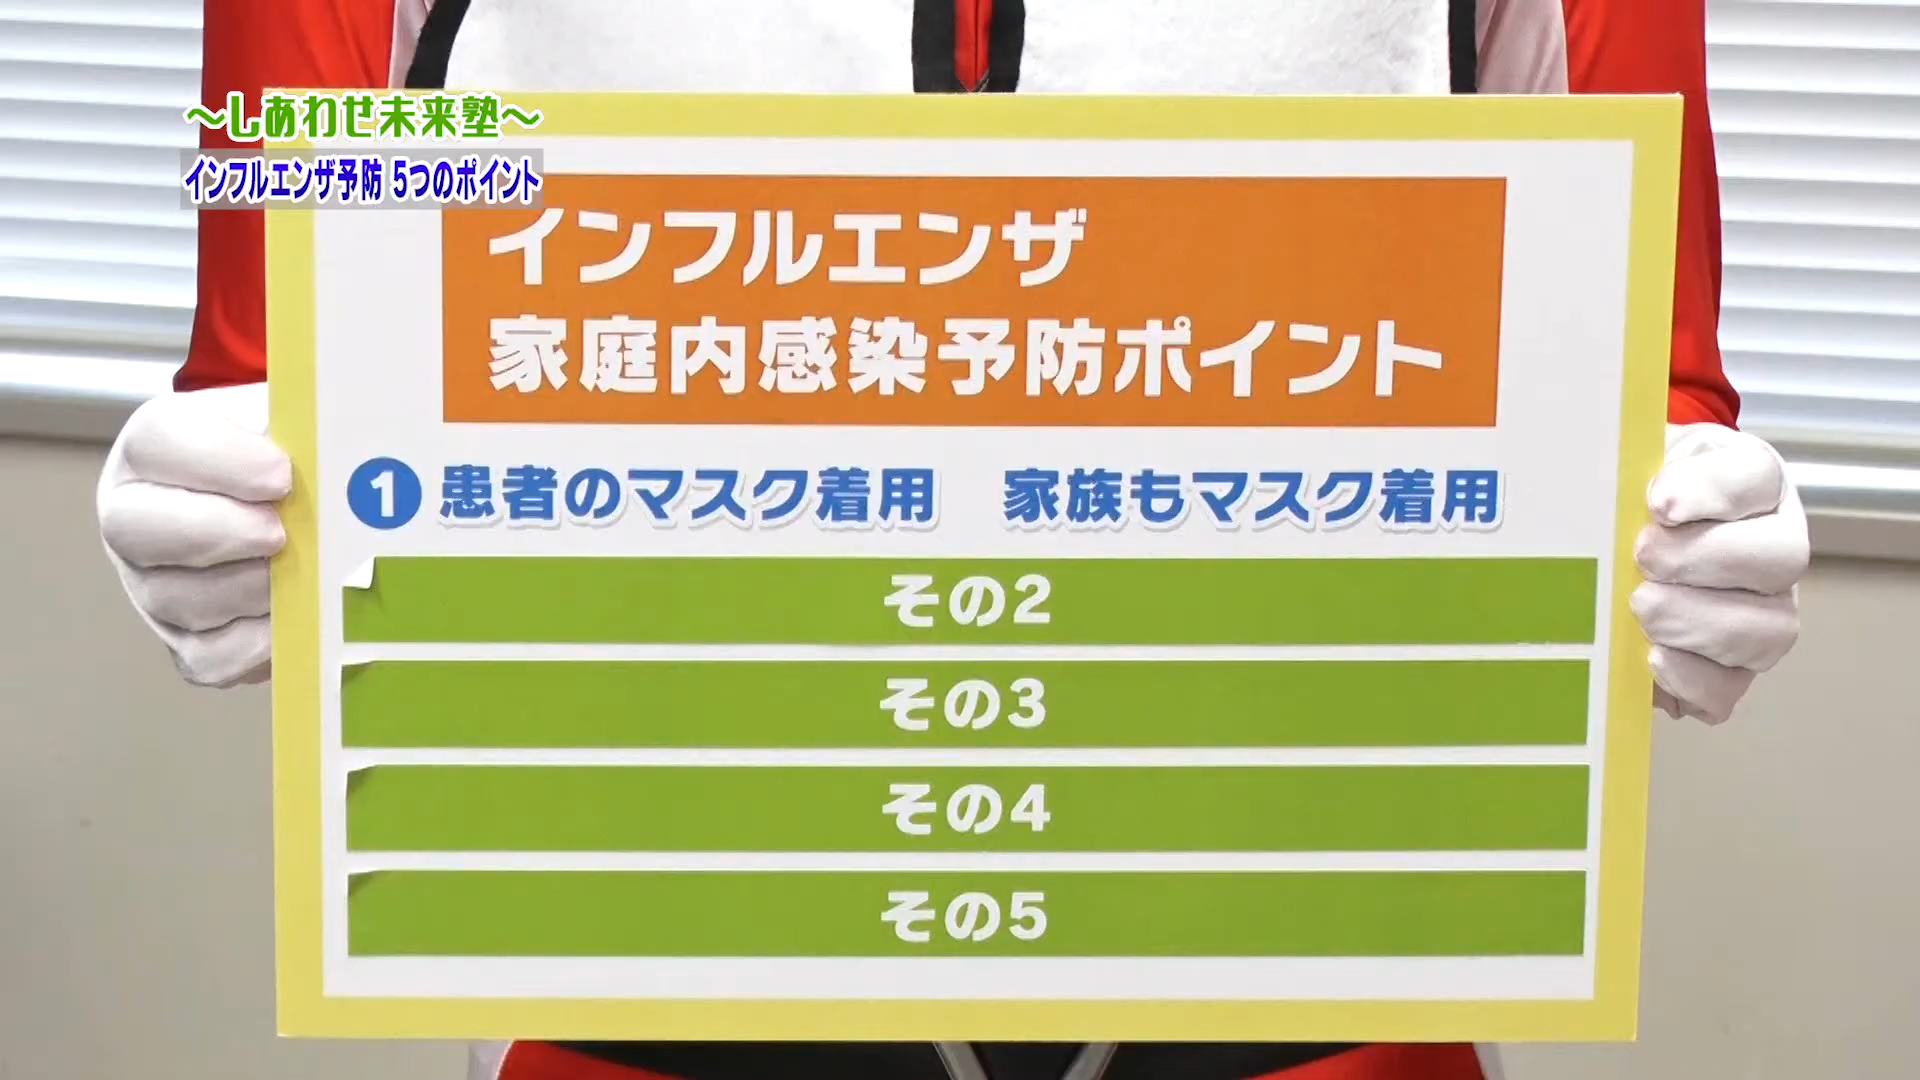 ～しあわせ未来塾～
インフルエンザ予防 5つのポイント
インフルエンザ
家庭内感染予防ポイント
1 患者のマスク着用　家族もマスク着用
その2
その3
その4
その5